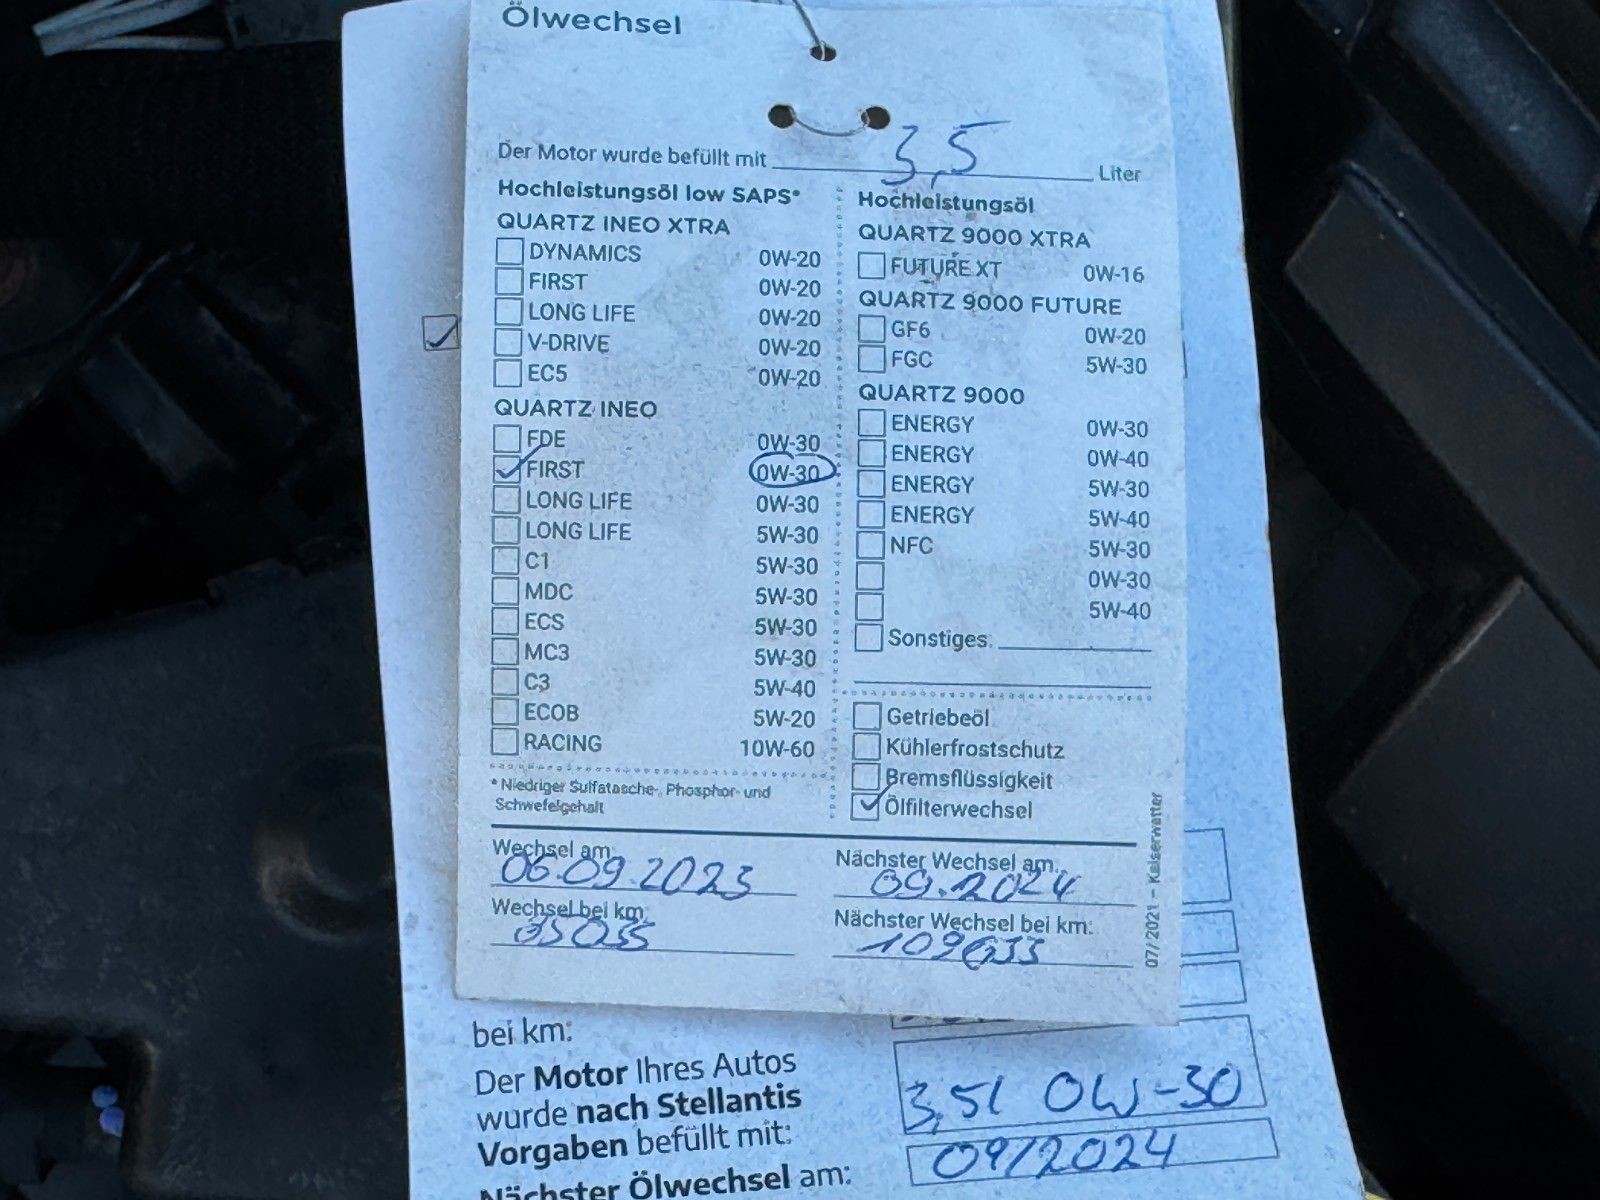 Ölwechsel
Der Motor wurde befüllt mit 3,5 Liter
Hochleistungsöl low SAPS*
QUARTZ INEO XTRA
DYNAMICS 0W-20
FIRST 0W-20
LONG LIFE 0W-20
V-DRIVE 0W-20
EC5 0W-20
QUARTZ INEO
FDE 0W-30
FIRST 0W-30
LONG LIFE 0W-30
LONG LIFE 5W-30
C1 5W-30
MDC 5W-30
ECS 5W-30
MC3 5W-30
C3 5W-40
ECOB 5W-20
RACING 10W-60
* Niedriger Sulfatasche-, Phosphor- und
Schwefelgehalt
Hochleistungsöl
QUARTZ 9000 XTRA
FUTURE XT 0W-16
QUARTZ 9000 FUTURE
GF6 0W-20
FGC 5W-30
QUARTZ 9000
ENERGY 0W-30
ENERGY 0W-40
ENERGY 5W-30
ENERGY 5W-40
NFC 5W-30
0W-30
5W-40
Sonstiges:
Getriebeöl
Kühlerfrostschutz
Bremsflüssigkeit
Ölfilterwechsel
Wechsel am: 06.09.2023
Nächster Wechsel am: 09.2024
Wechsel bei km:
Nächster Wechsel bei km:
07/2021 – Kaiserwetter
bei km:
Der Motor Ihres Autos
wurde nach Stellantis
Vorgaben befüllt mit: 3,5l 0W-30
Nächster Ölwechsel am: 09/2024